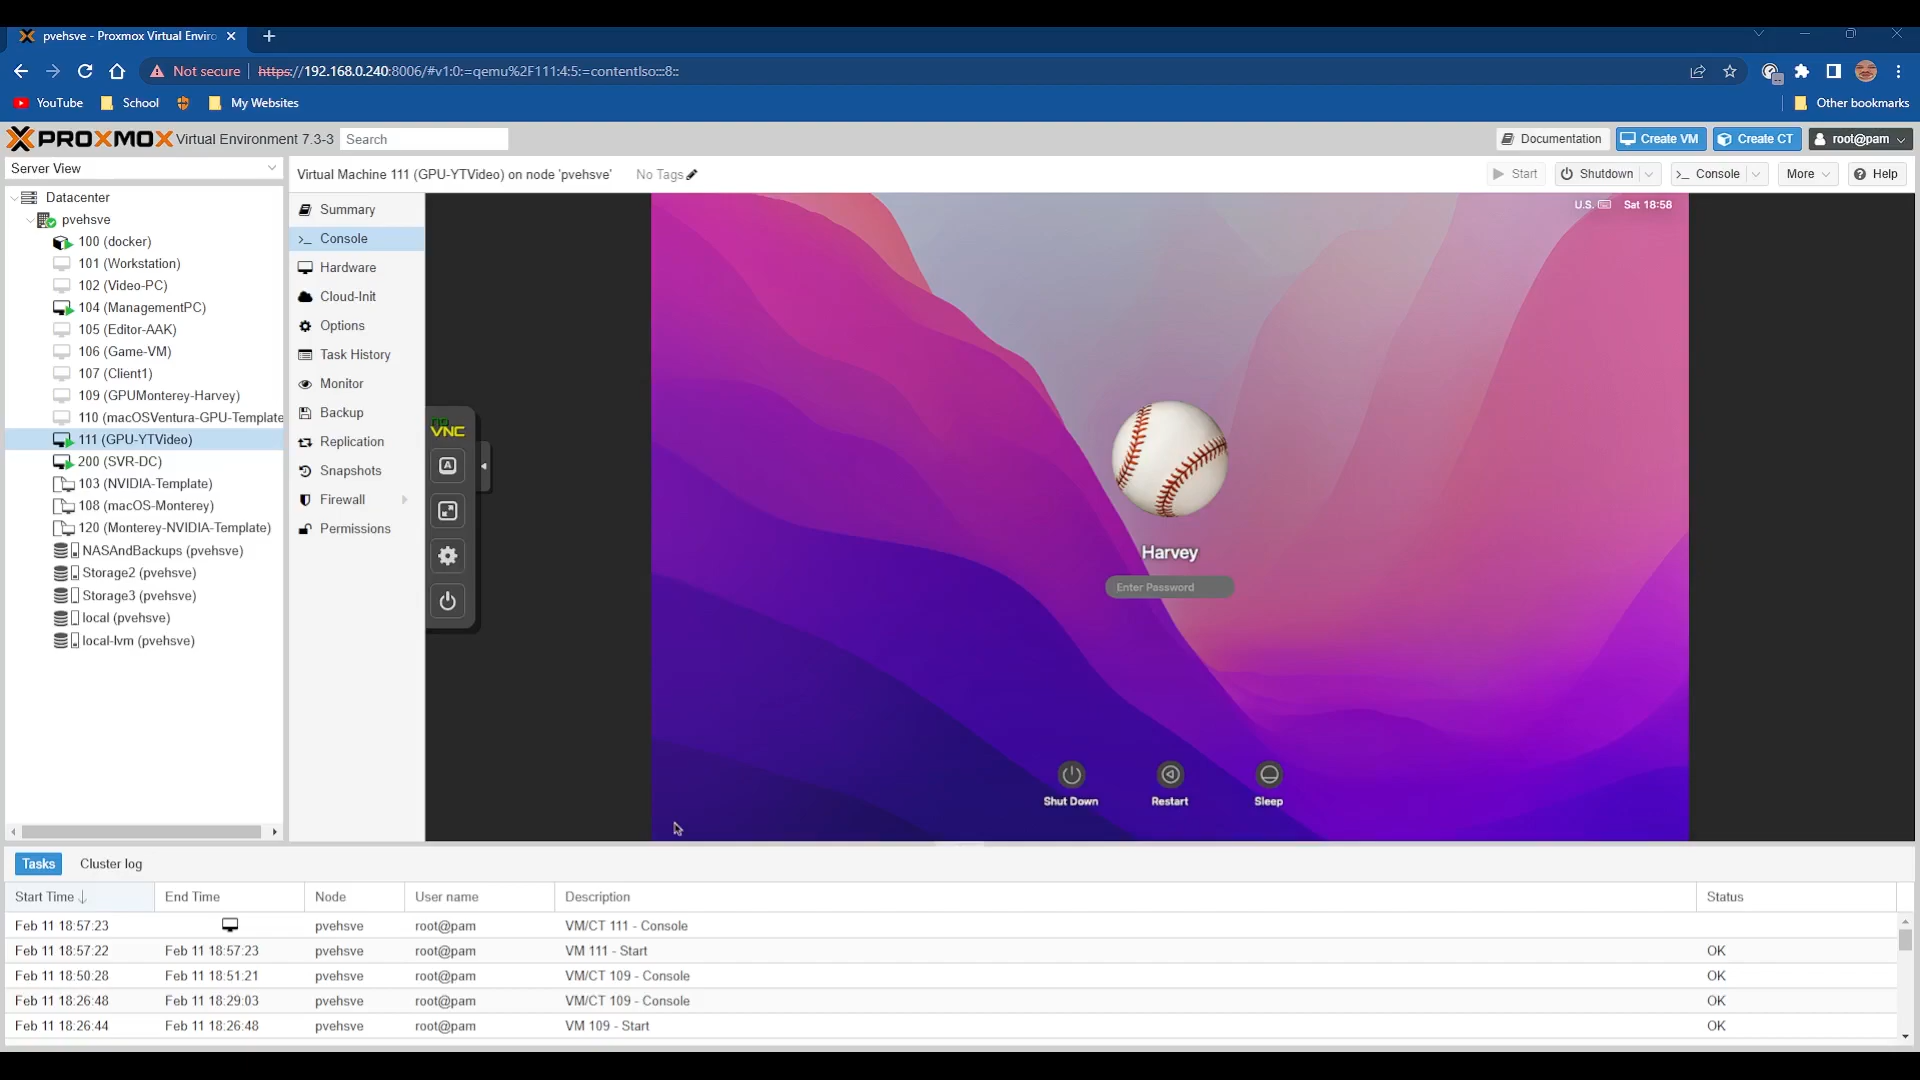 pvehsve - Proxmox Virtual Enviro
Not secure https://192.168.0.240:8006/#v1:0:=qemu%2F111:4:5:=contentIso:::8::
YouTube School My Websites Other bookmarks
PROXMOX Virtual Environment 7.3-3 Search Documentation Create VM Create CT root@pam
Server View
Virtual Machine 111 (GPU-YTVideo) on node 'pvehsve' No Tags Start Shutdown >_ Console More Help
Datacenter
pvehsve
100 (docker)
101 (Workstation)
102 (Video-PC)
104 (ManagementPC)
105 (Editor-AAK)
106 (Game-VM)
107 (Client1)
109 (GPUMonterey-Harvey)
110 (macOSVentura-GPU-Template
111 (GPU-YTVideo)
200 (SVR-DC)
103 (NVIDIA-Template)
108 (macOS-Monterey)
120 (Monterey-NVIDIA-Template)
NASAndBackups (pvehsve)
Storage2 (pvehsve)
Storage3 (pvehsve)
local (pvehsve)
local-lvm (pvehsve)
Summary
>_ Console
Hardware
Cloud-Init
Options
Task History
Monitor
Backup
Replication
Snapshots
Firewall
Permissions
no
VNC
A
U.S. Sat 18:58
Harvey
Enter Password
Shut Down Restart Sleep
Tasks Cluster log
Start Time End Time Node User name Description Status
Feb 11 18:57:23 pvehsve root@pam VM/CT 111 - Console
Feb 11 18:57:22 Feb 11 18:57:23 pvehsve root@pam VM 111 - Start OK
Feb 11 18:50:28 Feb 11 18:51:21 pvehsve root@pam VM/CT 109 - Console OK
Feb 11 18:26:48 Feb 11 18:29:03 pvehsve root@pam VM/CT 109 - Console OK
Feb 11 18:26:44 Feb 11 18:26:48 pvehsve root@pam VM 109 - Start OK